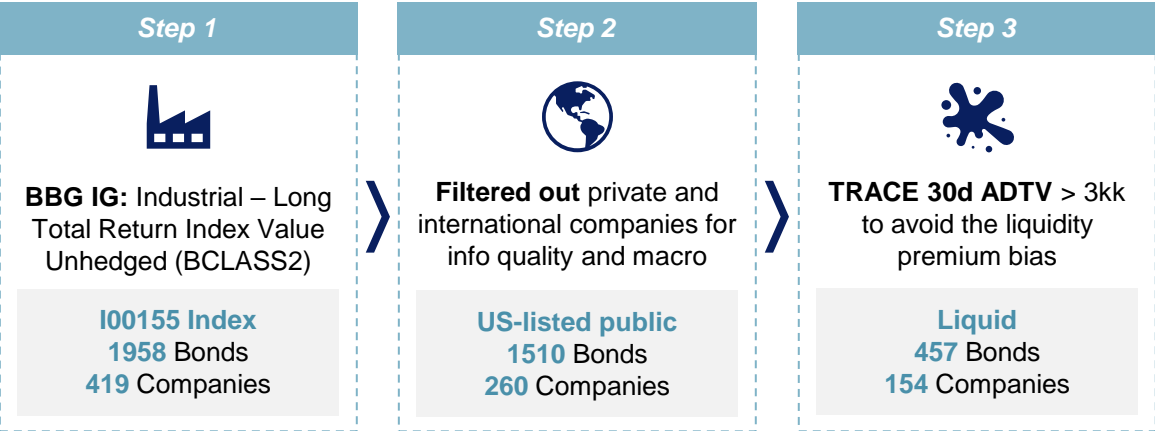 Step 1
BBG IG: Industrial – Long
Total Return Index Value
Unhedged (BCLASS2)
I00155 Index
1958 Bonds
419 Companies
Step 2
Filtered out private and
international companies for
info quality and macro
US-listed public
1510 Bonds
260 Companies
Step 3
TRACE 30d ADTV > 3kk
to avoid the liquidity
premium bias
Liquid
457 Bonds
154 Companies